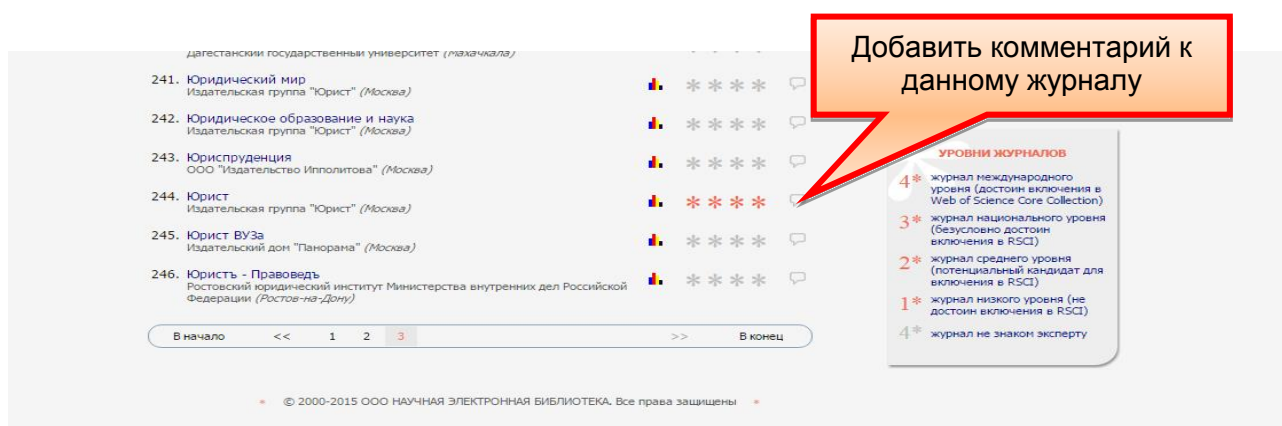 Добавить комментарий к
данному журналу
Дагестанский государственный университет (Махачкала)
241. Юридический мир
Издательская группа "Юрист" (Москва)
242. Юридическое образование и наука
Издательская группа "Юрист" (Москва)
243. Юриспруденция
ООО "Издательство Ипполитова" (Москва)
244. Юрист
Издательская группа "Юрист" (Москва)
245. Юрист ВУЗа
Издательский дом "Панорама" (Москва)
246. Юристъ - Правоведъ
Ростовский юридический институт Министерства внутренних дел Российской
Федерации (Ростов-на-Дону)
В начало << 1 2 3 >> В конец
УРОВНИ ЖУРНАЛОВ
4* журнал международного
уровня (достоин включения в
Web of Science Core Collection)
3* журнал национального уровня
(безусловно достоин
включения в RSCI)
2* журнал среднего уровня
(потенциальный кандидат для
включения в RSCI)
1* журнал низкого уровня (не
достоин включения в RSCI)
4* журнал не знаком эксперту
© 2000-2015 ООО НАУЧНАЯ ЭЛЕКТРОННАЯ БИБЛИОТЕКА. Все права защищены